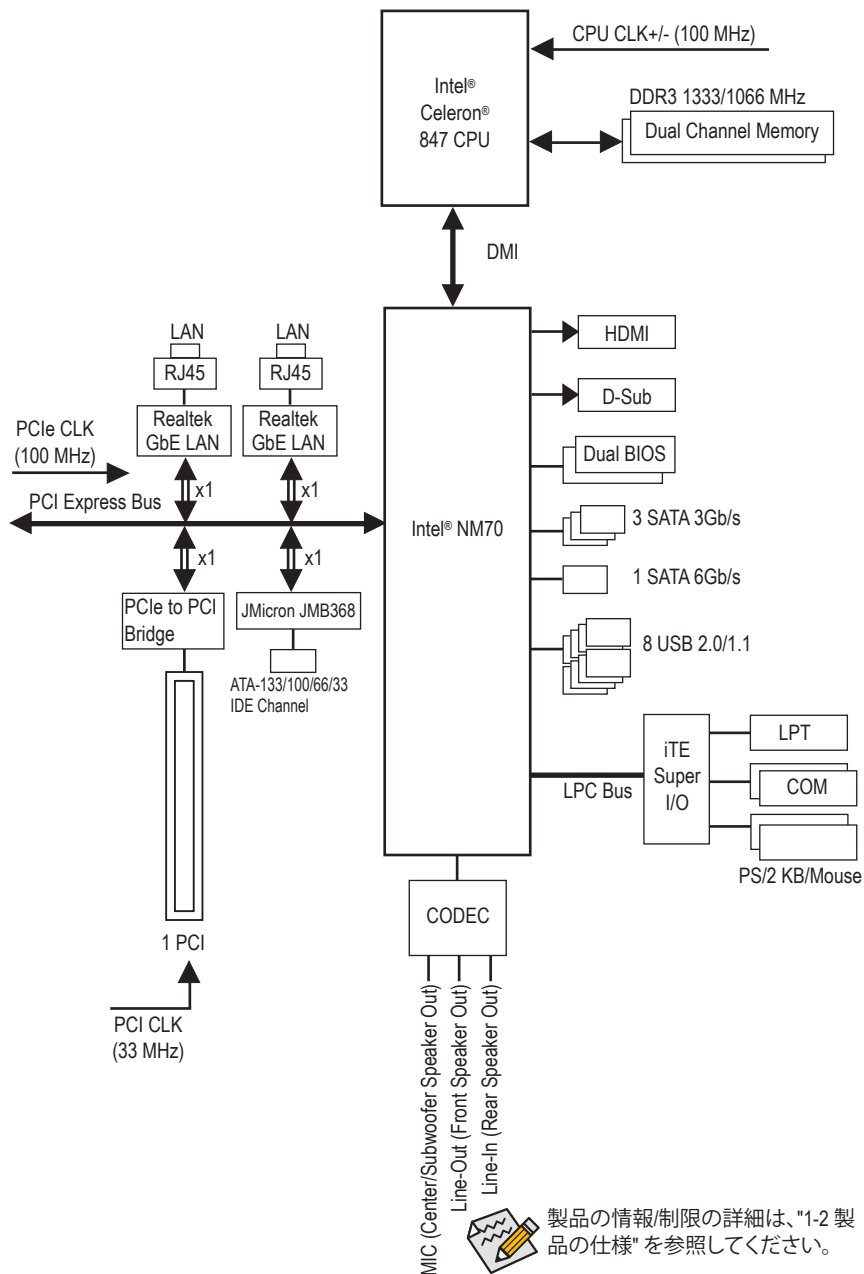 CPU CLK+/- (100 MHz)
Intel®
Celeron®
847 CPU
DDR3 1333/1066 MHz
Dual Channel Memory
DMI
LAN
LAN
RJ45
RJ45
Realtek
GbE LAN
Realtek
GbE LAN
PCIe CLK
(100 MHz)
x1
x1
PCI Express Bus
x1
x1
PCIe to PCI
Bridge
JMicron JMB368
ATA-133/100/66/33
IDE Channel
1 PCI
PCI CLK
(33 MHz)
Intel® NM70
HDMI
D-Sub
Dual BIOS
3 SATA 3Gb/s
1 SATA 6Gb/s
8 USB 2.0/1.1
LPC Bus
iTE
Super
I/O
LPT
COM
PS/2 KB/Mouse
CODEC
MIC (Center/Subwoofer Speaker Out)
Line-Out (Front Speaker Out)
Line-In (Rear Speaker Out)
製品の情報/制限の詳細は、"1-2 製
品の仕様" を参照してください。